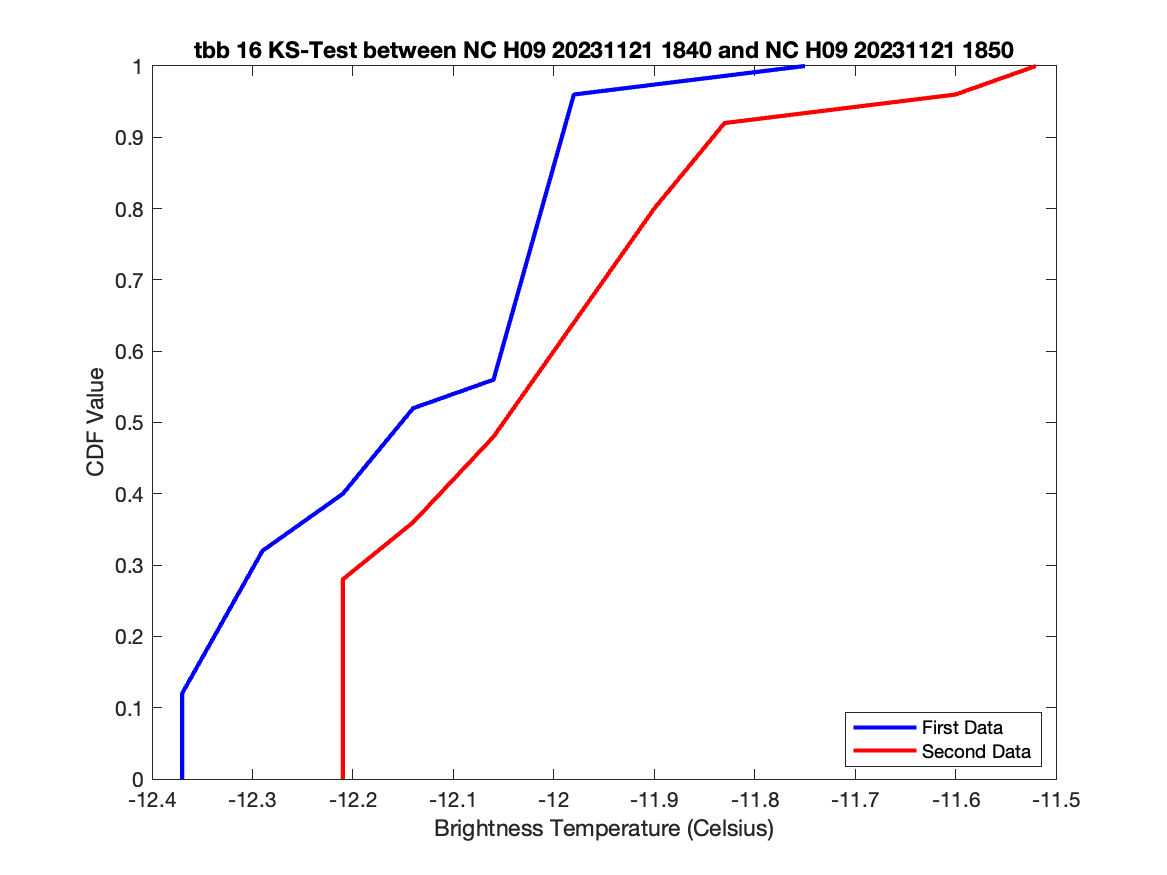 tbb 16 KS-Test between NC H09 20231121 1840 and NC H09 20231121 1850
1
0.9
0.8
0.7
0.6
0.5
0.4
0.3
0.2
0.1
0
CDF Value
First Data
Second Data
-12.4 -12.3 -12.2 -12.1 -12 -11.9 -11.8 -11.7 -11.6 -11.5
Brightness Temperature (Celsius)